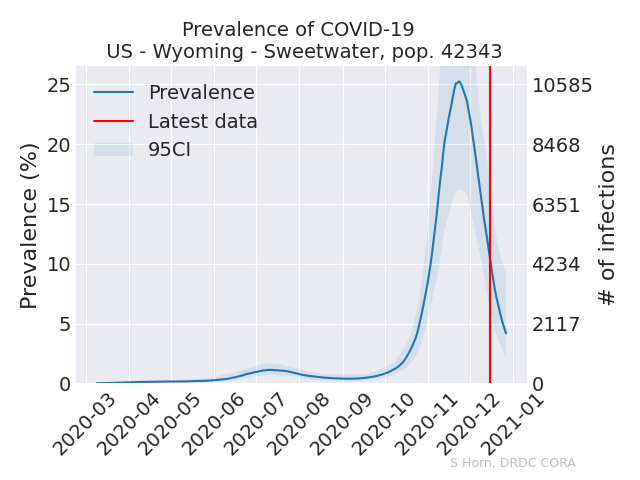 Prevalence of COVID-19
US - Wyoming - Sweetwater, pop. 42343
Prevalence
Latest data
95CI
Prevalence (%)
25
20
15
10
5
0
10585
8468
6351
4234
2117
0
# of infections
2020-03
2020-04
2020-05
2020-06
2020-07
2020-08
2020-09
2020-10
2020-11
2020-12
2021-01
S Horn, DRDC CORA